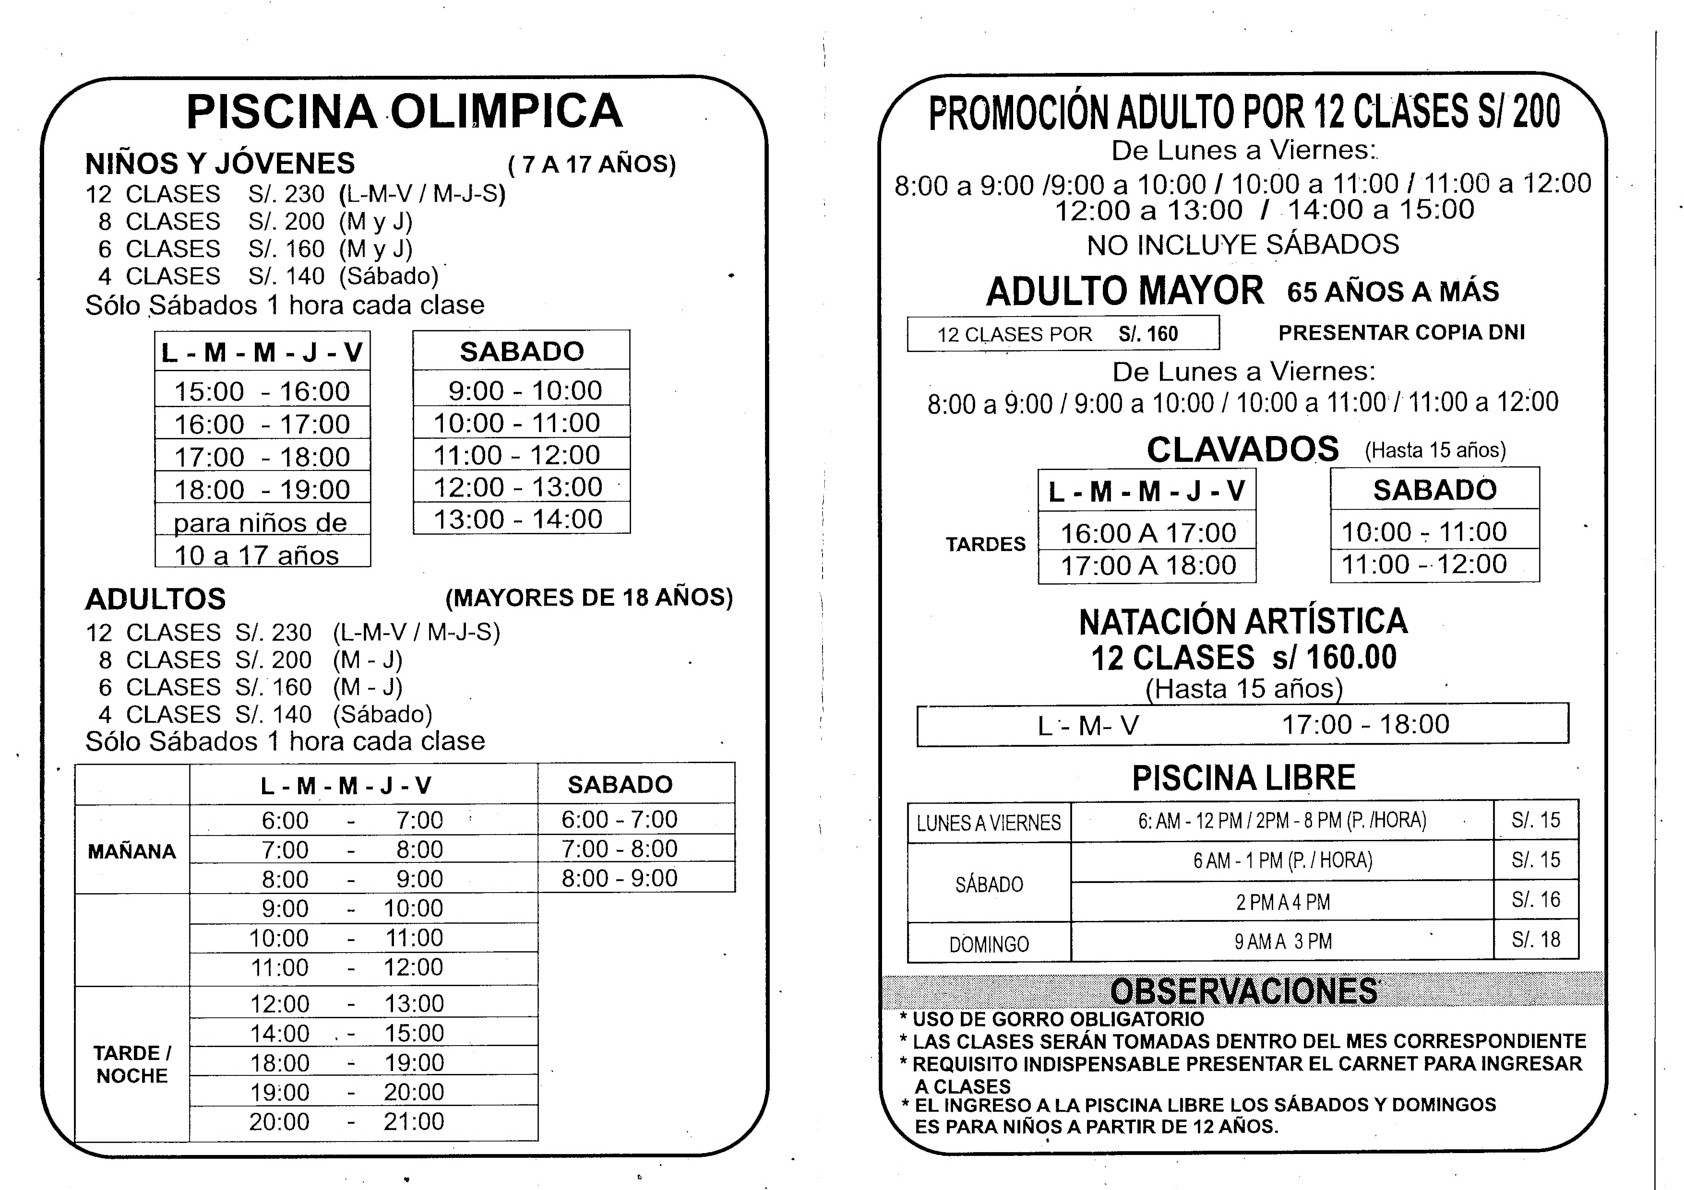 PISCINA OLIMPICA
NIÑOS Y JÓVENES ( 7 A 17 AÑOS)
12 CLASES S/. 230 (L-M-V / M-J-S)
8 CLASES S/. 200 (M y J)
6 CLASES S/. 160 (M y J)
4 CLASES S/. 140 (Sábado)
Sólo Sábados 1 hora cada clase
L - M - M - J - V
15:00 - 16:00
16:00 - 17:00
17:00 - 18:00
18:00 - 19:00
para niños de
10 a 17 años
SABADO
9:00 - 10:00
10:00 - 11:00
11:00 - 12:00
12:00 - 13:00
13:00 - 14:00
ADULTOS (MAYORES DE 18 AÑOS)
12 CLASES S/. 230 (L-M-V / M-J-S)
8 CLASES S/. 200 (M - J)
6 CLASES S/. 160 (M - J)
4 CLASES S/. 140 (Sábado)
Sólo Sábados 1 hora cada clase
L - M - M - J - V SABADO
MAÑANA
6:00 - 7:00 6:00 - 7:00
7:00 - 8:00 7:00 - 8:00
8:00 - 9:00 8:00 - 9:00
9:00 - 10:00
10:00 - 11:00
11:00 - 12:00
TARDE /
NOCHE
12:00 - 13:00
14:00 - 15:00
18:00 - 19:00
19:00 - 20:00
20:00 - 21:00
PROMOCIÓN ADULTO POR 12 CLASES S/ 200
De Lunes a Viernes:
8:00 a 9:00 /9:00 a 10:00 / 10:00 a 11:00 / 11:00 a 12:00
12:00 a 13:00 / 14:00 a 15:00
NO INCLUYE SÁBADOS
ADULTO MAYOR 65 AÑOS A MÁS
12 CLASES POR S/. 160 PRESENTAR COPIA DNI
De Lunes a Viernes:
8:00 a 9:00 / 9:00 a 10:00 / 10:00 a 11:00 / 11:00 a 12:00
CLAVADOS (Hasta 15 años)
TARDES
L - M - M - J - V
16:00 A 17:00
17:00 A 18:00
SABADO
10:00 - 11:00
11:00 - 12:00
NATACIÓN ARTÍSTICA
12 CLASES s/ 160.00
(Hasta 15 años)
L - M- V 17:00 - 18:00
PISCINA LIBRE
LUNES A VIERNES 6: AM - 12 PM / 2PM - 8 PM (P. /HORA) S/. 15
SÁBADO
6 AM - 1 PM (P. / HORA) S/. 15
2 PM A 4 PM S/. 16
DOMINGO 9 AM A 3 PM S/. 18
OBSERVACIONES
* USO DE GORRO OBLIGATORIO
* LAS CLASES SERÁN TOMADAS DENTRO DEL MES CORRESPONDIENTE
* REQUISITO INDISPENSABLE PRESENTAR EL CARNET PARA INGRESAR
A CLASES
* EL INGRESO A LA PISCINA LIBRE LOS SÁBADOS Y DOMINGOS
ES PARA NIÑOS A PARTIR DE 12 AÑOS.